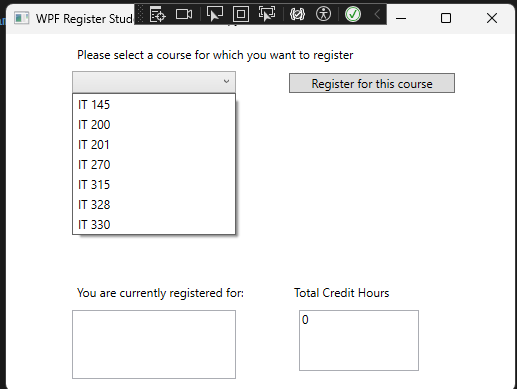 WPF Register Stude
Please select a course for which you want to register
Register for this course
IT 145
IT 200
IT 201
IT 270
IT 315
IT 328
IT 330
You are currently registered for:
Total Credit Hours
0